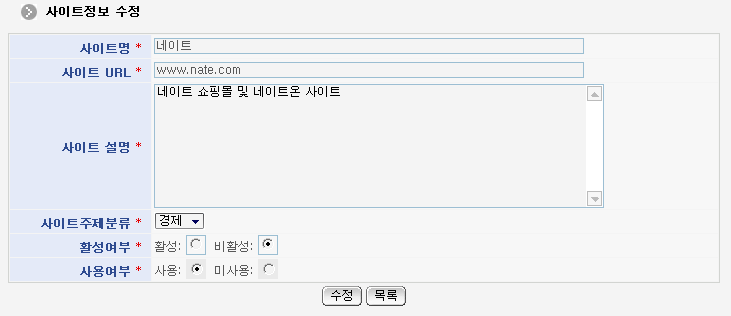 사이트정보 수정
사이트명 * 네이트
사이트 URL * www.nate.com
사이트 설명 * 네이트 쇼핑몰 및 네이트온 사이트
사이트주제분류 * 경제
활성여부 * 활성: 비활성:
사용여부 * 사용: 미사용:
수정 목록